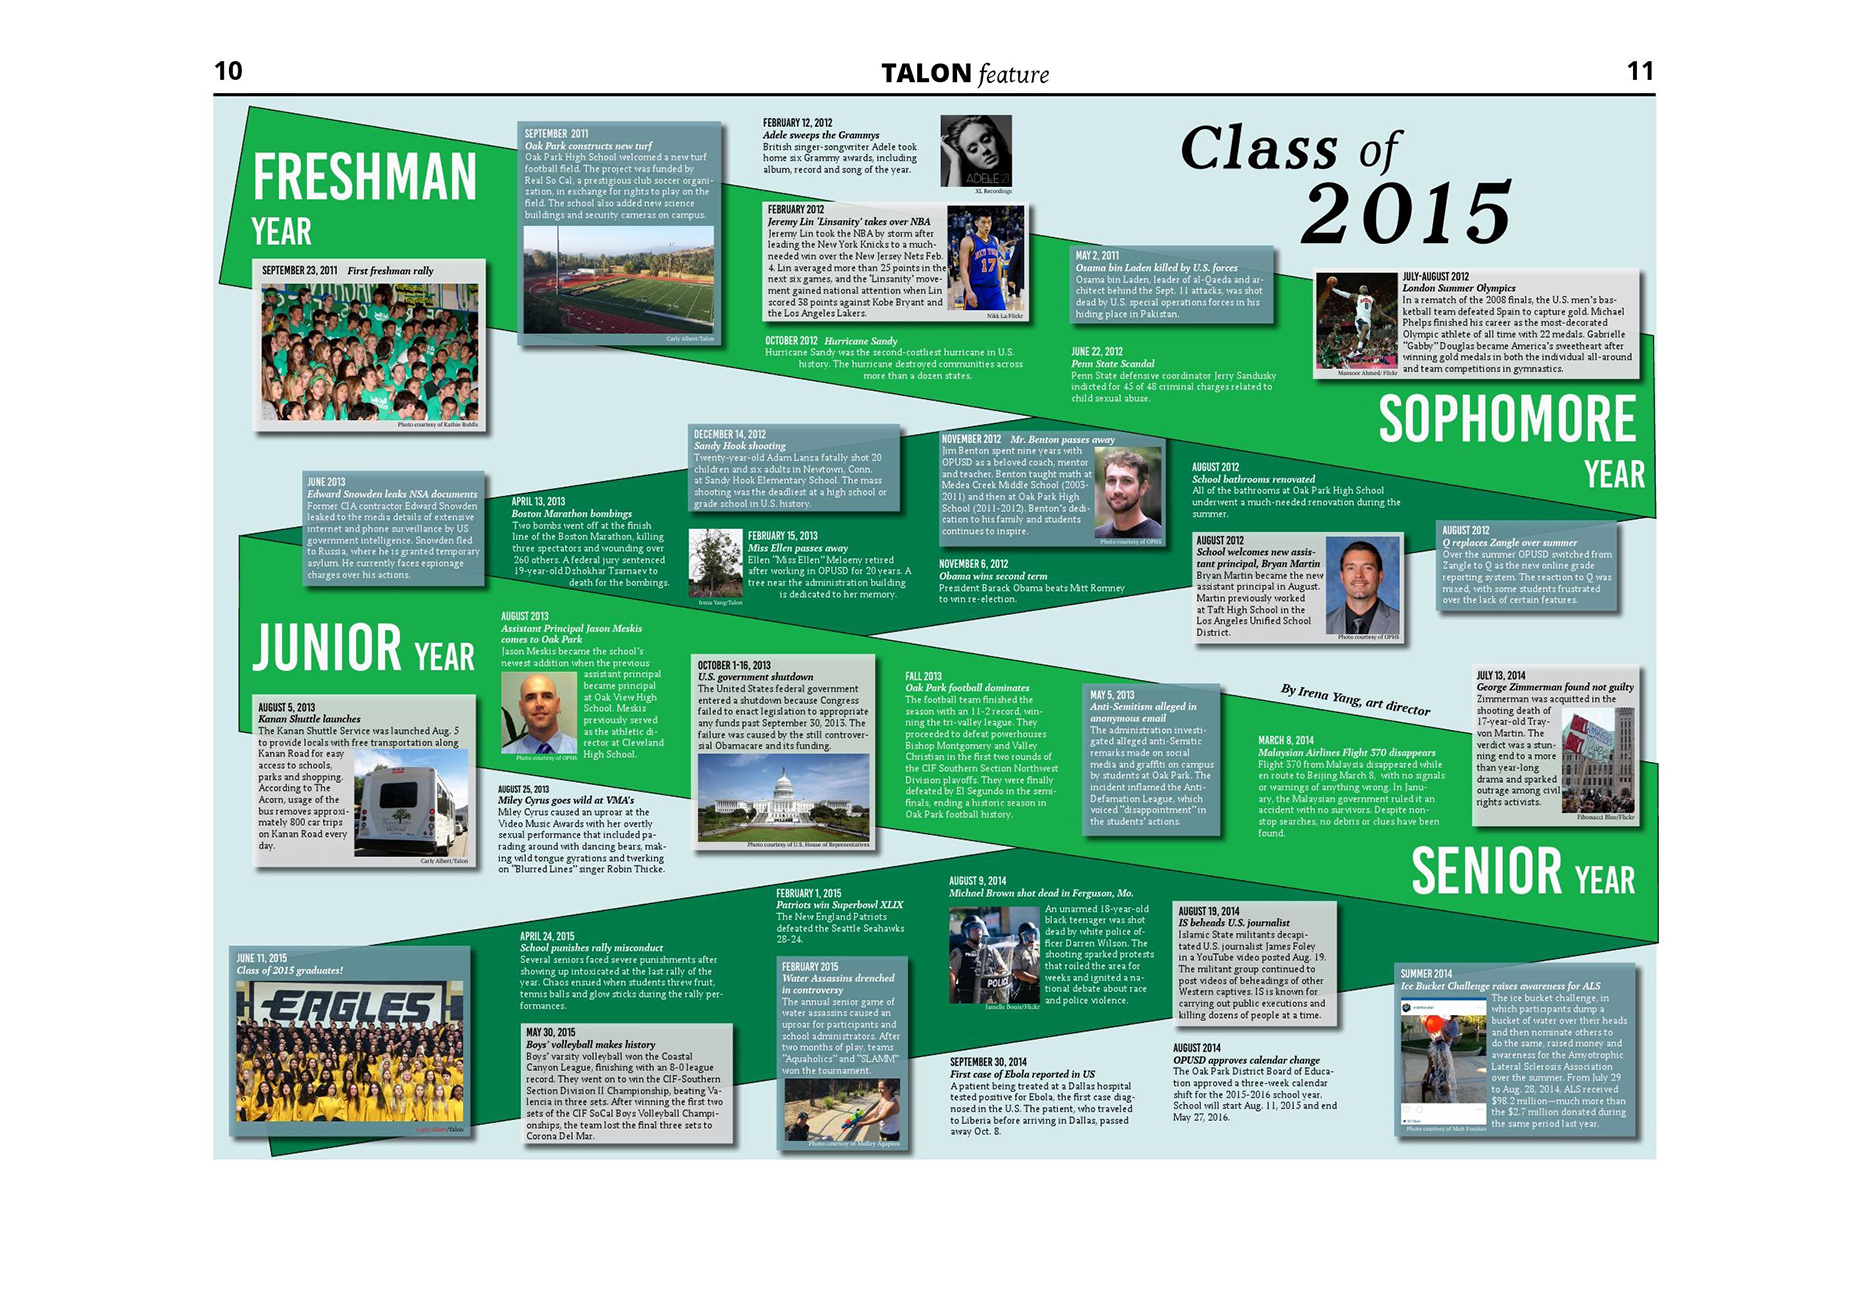 10
TALON feature
11
Class of
2015
FRESHMAN
YEAR
SEPTEMBER 23, 2011 First freshman rally
Photo courtesy of Kathie Rohlfs
SEPTEMBER 2011
Oak Park constructs new turf
Oak Park High School welcomed a new turf
football field. The project was funded by
Real So Cal, a prestigious club soccer organi-
zation, in exchange for rights to play on the
field. The school also added new science
buildings and security cameras on campus.
Carly Albert/Talon
FEBRUARY 12, 2012
Adele sweeps the Grammys
British singer-songwriter Adele took
home six Grammy awards, including
album, record and song of the year.
ADELE 21
XL Recordings
FEBRUARY 2012
Jeremy Lin 'Linsanity' takes over NBA
Jeremy Lin took the NBA by storm after
leading the New York Knicks to a much-
needed win over the New Jersey Nets Feb.
4. Lin averaged more than 25 points in the
next six games, and the 'Linsanity' move-
ment gained national attention when Lin
scored 38 points against Kobe Bryant and
the Los Angeles Lakers.
NEW YORK
17
Nikk La/Flickr
OCTOBER 2012 Hurricane Sandy
Hurricane Sandy was the second-costliest hurricane in U.S.
history. The hurricane destroyed communities across
more than a dozen states.
MAY 2, 2011
Osama bin Laden killed by U.S. forces
Osama bin Laden, leader of al-Qaeda and ar-
chitect behind the Sept. 11 attacks, was shot
dead by U.S. special operations forces in his
hiding place in Pakistan.
JUNE 22, 2012
Penn State Scandal
Penn State defensive coordinator Jerry Sandusky
indicted for 45 of 48 criminal charges related to
child sexual abuse.
JULY-AUGUST 2012
London Summer Olympics
In a rematch of the 2008 finals, the U.S. men's bas-
ketball team defeated Spain to capture gold. Michael
Phelps finished his career as the most-decorated
Olympic athlete of all time with 22 medals. Gabrielle
"Gabby" Douglas became America's sweetheart after
winning gold medals in both the individual all-around
and team competitions in gymnastics.
Mansoor Ahmed/ Flickr
SOPHOMORE
YEAR
AUGUST 2012
Q replaces Zangle over summer
Over the summer OPUSD switched from
Zangle to Q as the new online grade
reporting system. The reaction to Q was
mixed, with some students frustrated
over the lack of certain features.
AUGUST 2012
School bathrooms renovated
All of the bathrooms at Oak Park High School
underwent a much-needed renovation during the
summer.
AUGUST 2012
School welcomes new assis-
tant principal, Bryan Martin
Bryan Martin became the new
assistant principal in August.
Martin previously worked
at Taft High School in the
Los Angeles Unified School
District.
Photo courtesy of OPHS
NOVEMBER 2012 Mr. Benton passes away
Jim Benton spent nine years with
OPUSD as a beloved coach, mentor
and teacher. Benton taught math at
Medea Creek Middle School (2003-
2011) and then at Oak Park High
School (2011-2012). Benton's dedi-
cation to his family and students
continues to inspire.
Photo courtesy of OPHS
NOVEMBER 6, 2012
Obama wins second term
President Barack Obama beats Mitt Romney
to win re-election.
DECEMBER 14, 2012
Sandy Hook shooting
Twenty-year-old Adam Lanza fatally shot 20
children and six adults in Newtown, Conn.
at Sandy Hook Elementary School. The mass
shooting was the deadliest at a high school or
grade school in U.S. history.
FEBRUARY 15, 2013
Miss Ellen passes away
Ellen "Miss Ellen" Meloeny retired
after working in OPUSD for 20 years. A
tree near the administration building
is dedicated to her memory.
Irena Yang/Talon
APRIL 13, 2013
Boston Marathon bombings
Two bombs went off at the finish
line of the Boston Marathon, killing
three spectators and wounding over
260 others. A federal jury sentenced
19-year-old Dzhokhar Tsarnaev to
death for the bombings.
JUNE 2013
Edward Snowden leaks NSA documents
Former CIA contractor Edward Snowden
leaked to the media details of extensive
internet and phone surveillance by US
government intelligence. Snowden fled
to Russia, where he is granted temporary
asylum. He currently faces espionage
charges over his actions.
JUNIOR YEAR
AUGUST 5, 2013
Kanan Shuttle launches
The Kanan Shuttle Service was launched Aug. 5
to provide locals with free transportation along
Kanan Road for easy
access to schools,
parks and shopping.
According to The
Acorn, usage of the
bus removes approxi-
mately 800 car trips
on Kanan Road every
day.
Carly Albert/Talon
AUGUST 2013
Assistant Principal Jason Meskis
comes to Oak Park
Jason Meskis became the school's
newest addition when the previous
assistant principal
became principal
at Oak View High
School. Meskis
previously served
as the athletic di-
rector at Cleveland
High School.
Photo courtesy of OPHS
AUGUST 25, 2013
Miley Cyrus goes wild at VMA's
Miley Cyrus caused an uproar at the
Video Music Awards with her overtly
sexual performance that included pa-
rading around with dancing bears, mak-
ing wild tongue gyrations and twerking
on "Blurred Lines" singer Robin Thicke.
OCTOBER 1-16, 2013
U.S. government shutdown
The United States federal government
entered a shutdown because Congress
failed to enact legislation to appropriate
any funds past September 30, 2013. The
failure was caused by the still controver-
sial Obamacare and its funding.
Photo courtesy of U.S. House of Representatives
FALL 2013
Oak Park football dominates
The football team finished the
season with an 11-2 record, win-
ning the tri-valley league. They
proceeded to defeat powerhouses
Bishop Montgomery and Valley
Christian in the first two rounds of
the CIF Southern Section Northwest
Division playoffs. They were finally
defeated by El Segundo in the semi-
finals, ending a historic season in
Oak Park football history.
MAY 5, 2013
Anti-Semitism alleged in
anonymous email
The administration investi-
gated alleged anti-Semitic
remarks made on social
media and graffiti on campus
by students at Oak Park. The
incident inflamed the Anti-
Defamation League, which
voiced "disappointment" in
the students' actions.
By Irena Yang, art director
MARCH 8, 2014
Malaysian Airlines Flight 370 disappears
Flight 370 from Malaysia disappeared while
en route to Beijing March 8, with no signals
or warnings of anything wrong. In Janu-
ary, the Malaysian government ruled it an
accident with no survivors. Despite non-
stop searches, no debris or clues have been
found.
JULY 13, 2014
George Zimmerman found not guilty
Zimmerman was acquitted in the
shooting death of
17-year-old Tray-
von Martin. The
verdict was a stun-
ning end to a more
than year-long
drama and sparked
outrage among civil
rights activists.
Fibonacci Blue/Flickr
SENIOR YEAR
SUMMER 2014
Ice Bucket Challenge raises awareness for ALS
The ice bucket challenge, in
which participants dump a
bucket of water over their heads
and then nominate others to
do the same, raised money and
awareness for the Amyotrophic
Lateral Sclerosis Association
over the summer. From July 29
to Aug. 28, 2014, ALS received
$98.2 million—much more than
the $2.7 million donated during
the same period last year.
Photo courtesy of Matt Forutan
AUGUST 19, 2014
IS beheads U.S. journalist
Islamic State militants decapi-
tated U.S. journalist James Foley
in a YouTube video posted Aug. 19.
The militant group continued to
post videos of beheadings of other
Western captives. IS is known for
carrying out public executions and
killing dozens of people at a time.
AUGUST 2014
OPUSD approves calendar change
The Oak Park District Board of Educa-
tion approved a three-week calendar
shift for the 2015-2016 school year.
School will start Aug. 11, 2015 and end
May 27, 2016.
AUGUST 9, 2014
Michael Brown shot dead in Ferguson, Mo.
An unarmed 18-year-old
black teenager was shot
dead by white police of-
ficer Darren Wilson. The
shooting sparked protests
that roiled the area for
weeks and ignited a na-
tional debate about race
and police violence.
POLICE
Jamelle Bouie/Flickr
SEPTEMBER 30, 2014
First case of Ebola reported in US
A patient being treated at a Dallas hospital
tested positive for Ebola, the first case diag-
nosed in the U.S. The patient, who traveled
to Liberia before arriving in Dallas, passed
away Oct. 8.
FEBRUARY 1, 2015
Patriots win Superbowl XLIX
The New England Patriots
defeated the Seattle Seahawks
28-24.
FEBRUARY 2015
Water Assassins drenched
in controversy
The annual senior game of
water assassins caused an
uproar for participants and
school administrators. After
two months of play, teams
"Aquaholics" and "SLAMM"
won the tournament.
Photo courtesy of Molley Agapiou
APRIL 24, 2015
School punishes rally misconduct
Several seniors faced severe punishments after
showing up intoxicated at the last rally of the
year. Chaos ensued when students threw fruit,
tennis balls and glow sticks during the rally per-
formances.
MAY 30, 2015
Boys' volleyball makes history
Boys' varsity volleyball won the Coastal
Canyon League, finishing with an 8-0 league
record. They went on to win the CIF-Southern
Section Division II Championship, beating Va-
lencia in three sets. After winning the first two
sets of the CIF SoCal Boys Volleyball Champi-
onships, the team lost the final three sets to
Corona Del Mar.
JUNE 11, 2015
Class of 2015 graduates!
EAGLES
Carly Albert/Talon